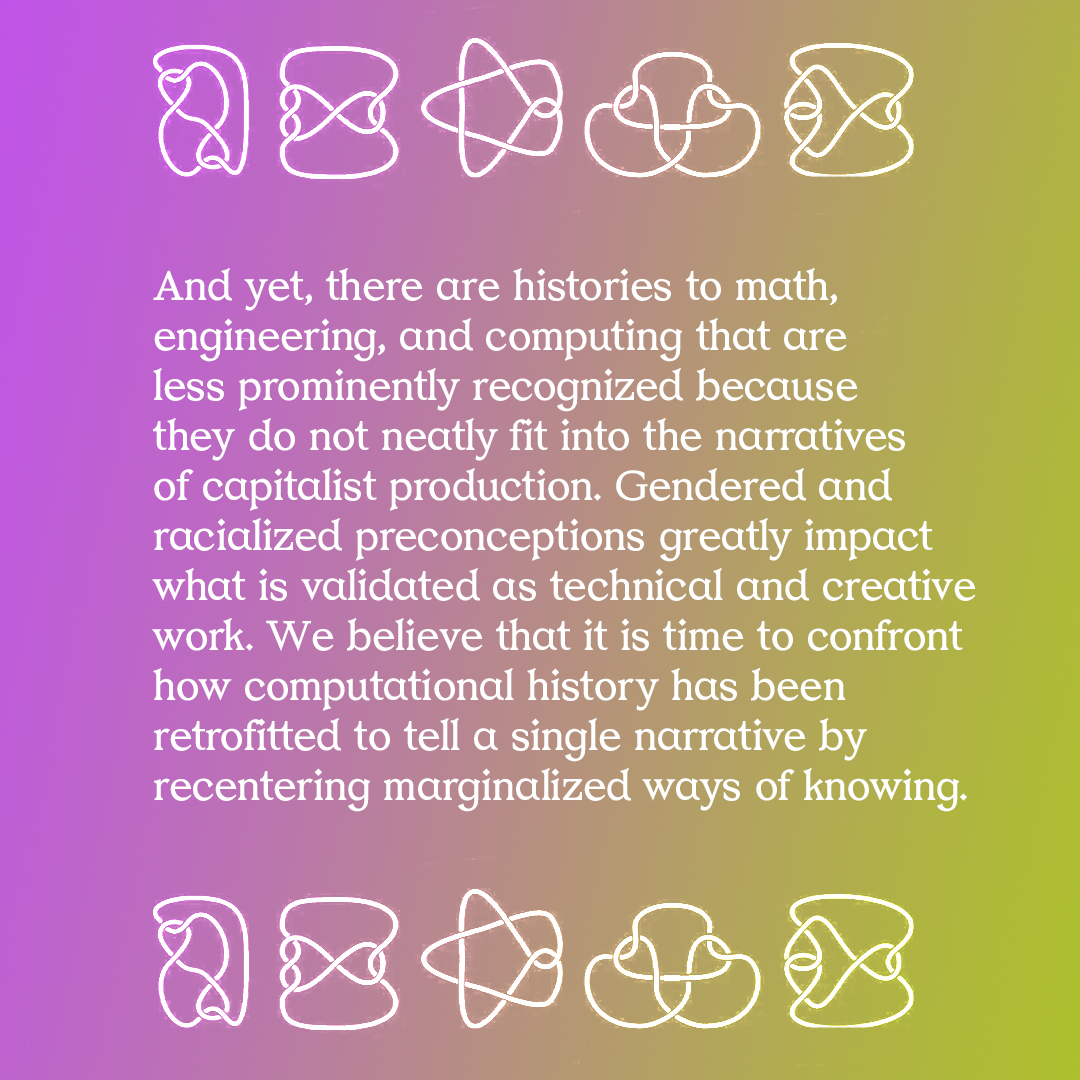 And yet, there are histories to math,
engineering, and computing that are
less prominently recognized because
they do not neatly fit into the narratives
of capitalist production. Gendered and
racialized preconceptions greatly impact
what is validated as technical and creative
work. We believe that it is time to confront
how computational history has been
retrofitted to tell a single narrative by
recentering marginalized ways of knowing.